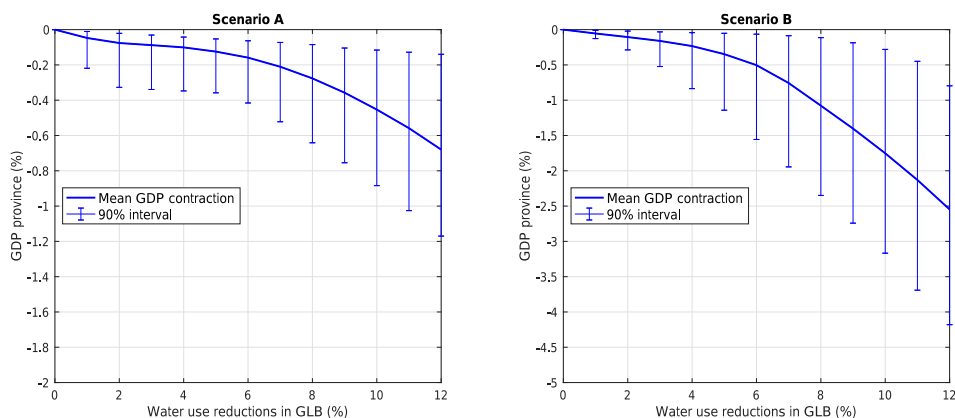 Scenario A
0
-0.2
-0.4
-0.6
-0.8
-1
-1.2
-1.4
-1.6
-1.8
-2
GDP province (%)
Mean GDP contraction
90% interval
0 2 4 6 8 10 12
Water use reductions in GLB (%)
Scenario B
0
-0.5
-1
-1.5
-2
-2.5
-3
-3.5
-4
-4.5
-5
GDP province (%)
Mean GDP contraction
90% interval
0 2 4 6 8 10 12
Water use reductions in GLB (%)